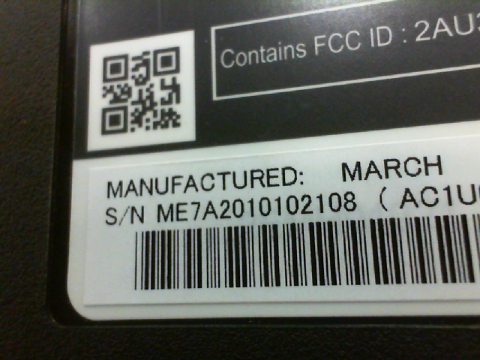 Contains FCC ID : 2AU
MANUFACTURED: MARCH
S/N ME7A2010102108 ( AC1U